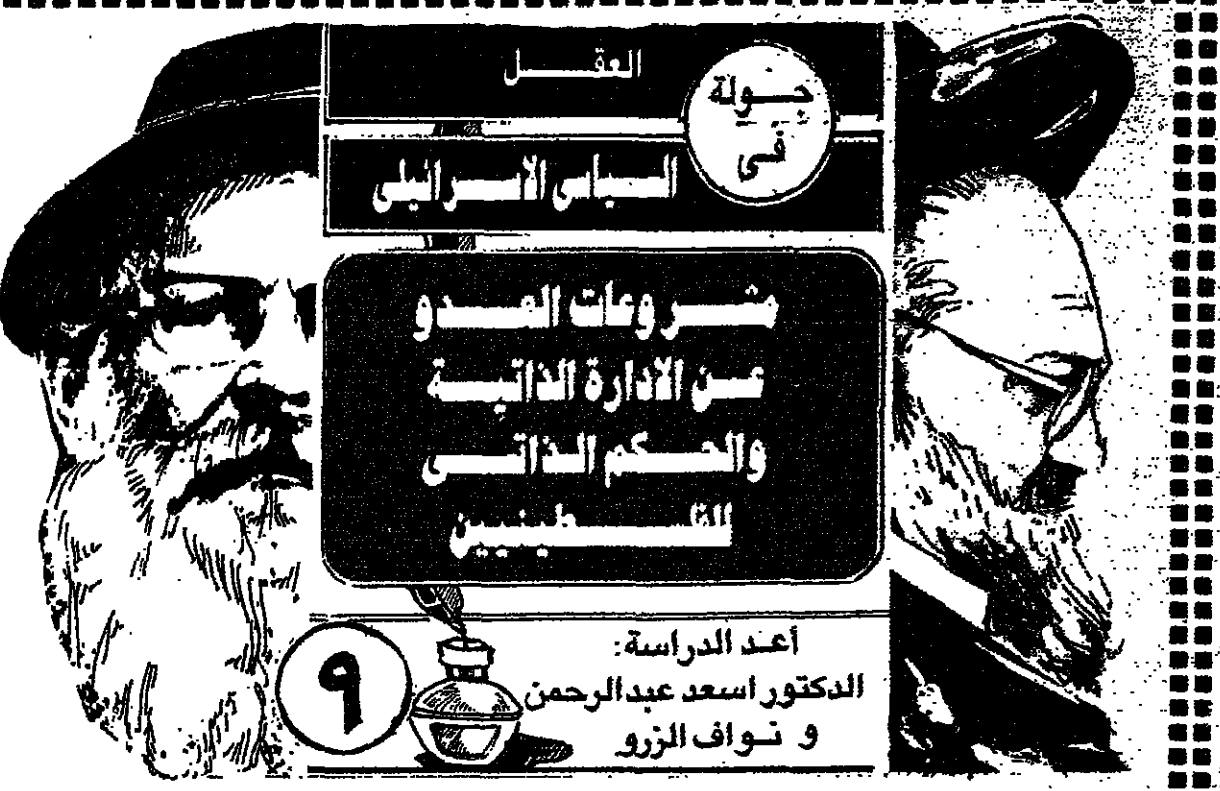 جولة
في
العقل
السياسي الاسرائيلي
مشروعات العدو
عن الادارة الذاتية
والحكم الذاتي
للفلسطينيين
أعد الدراسة:
الدكتور اسعد عبدالرحمن
و نواف الزرو
٩